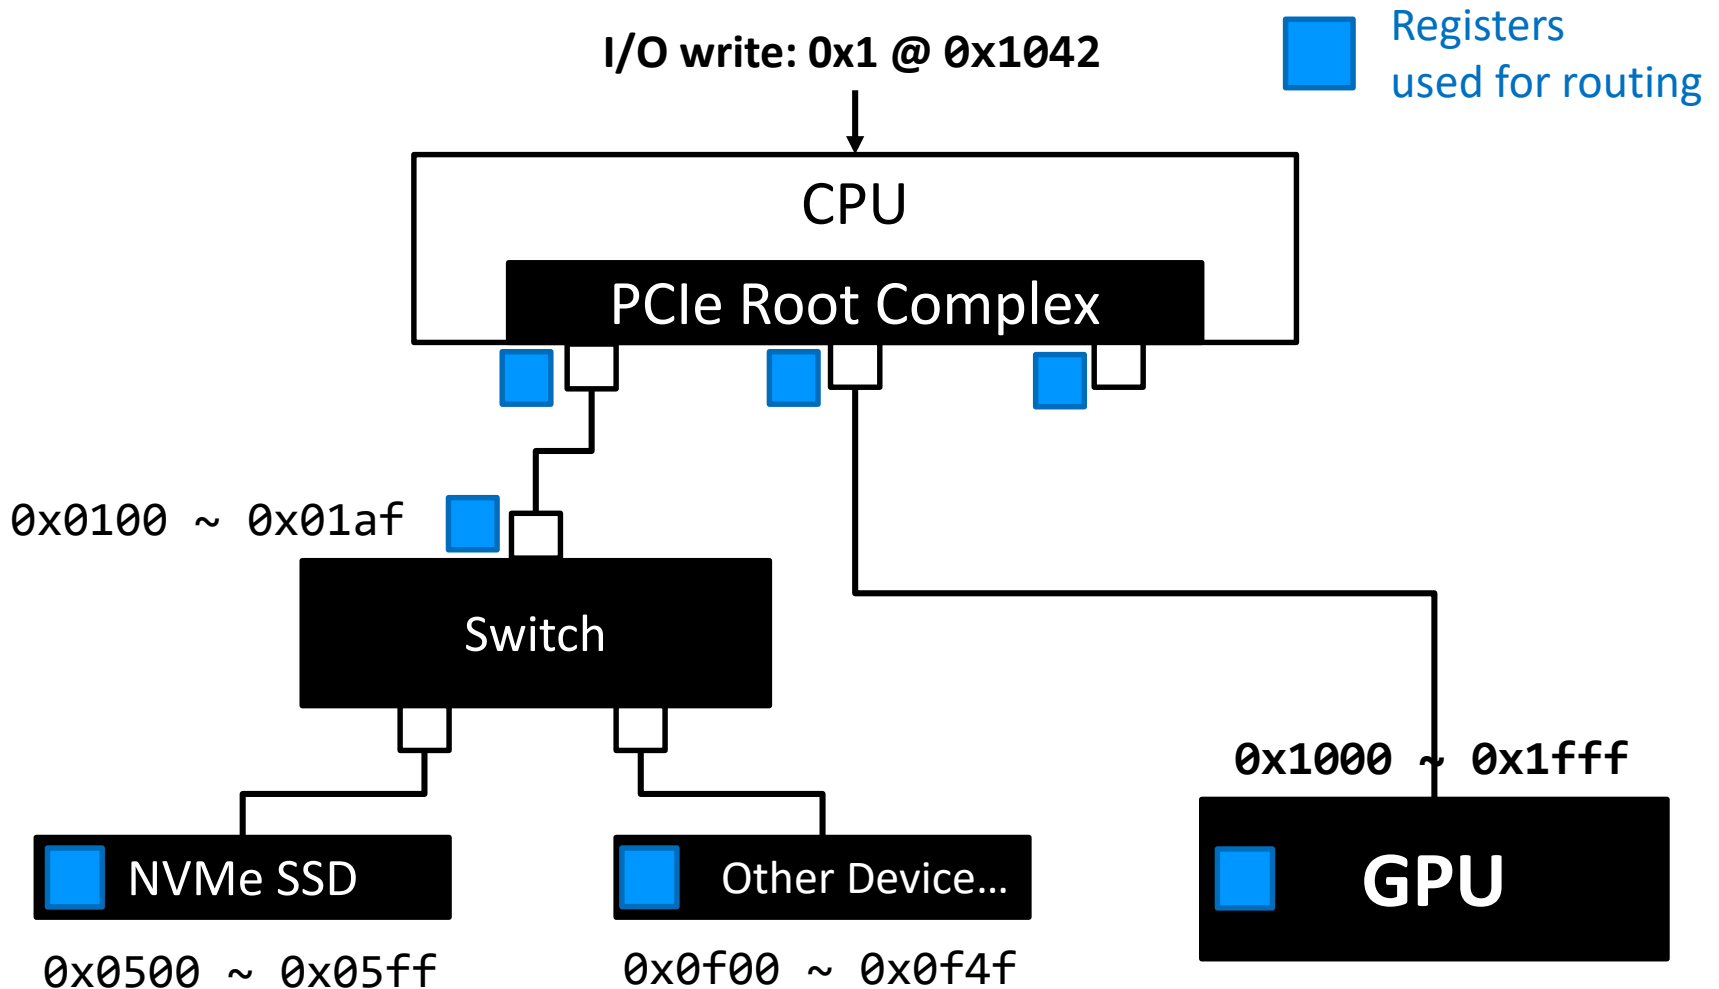 I/O write: 0x1 @ 0x1042
Registers
used for routing
CPU
PCIe Root Complex
0x0100 ~ 0x01af
Switch
0x1000 ~ 0x1fff
NVMe SSD
Other Device…
GPU
0x0500 ~ 0x05ff
0x0f00 ~ 0x0f4f